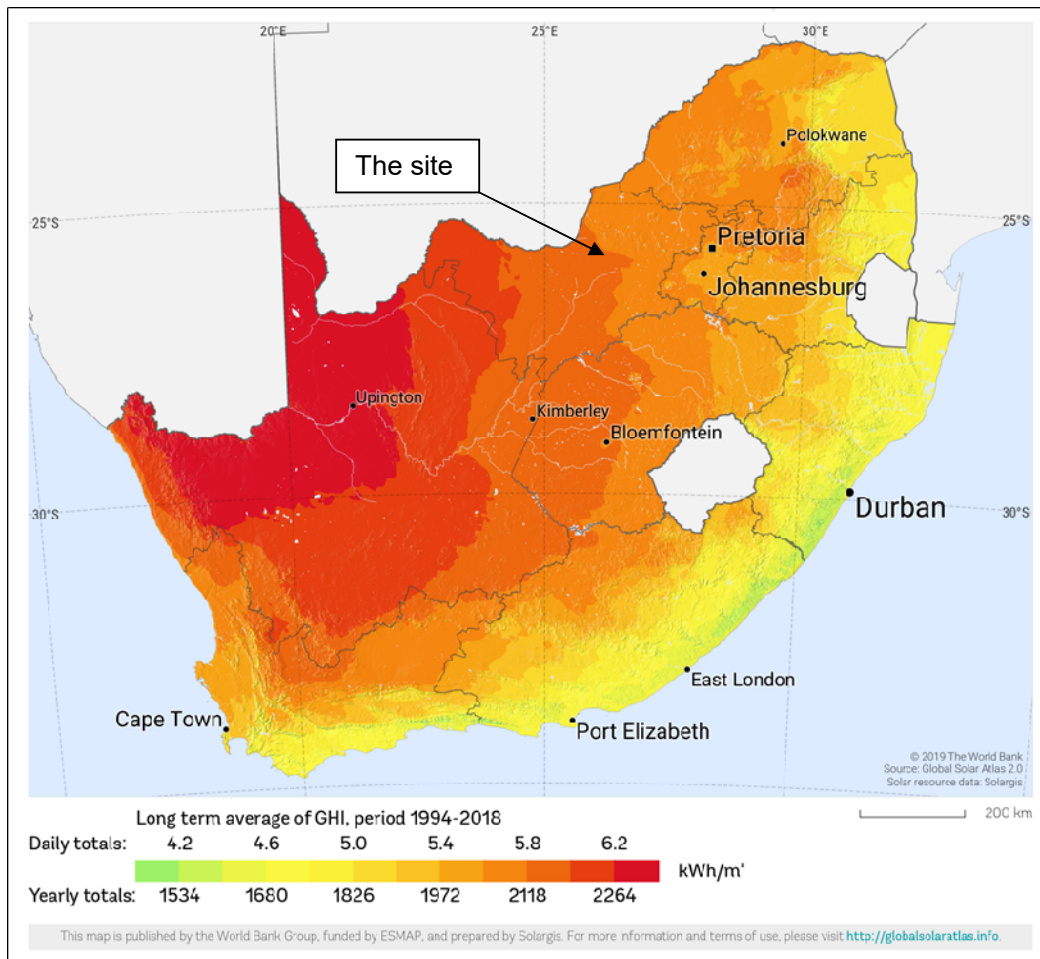 20°E 25°E 30°E
Polokwane
The site
25°S 25°S
Pretoria
Johannesburg
Upington
Kimberley
Bloemfontein
Durban
30°S 30°S
East London
Cape Town
Port Elizabeth
© 2019 The World Bank
Source: Global Solar Atlas 2.0
Solar resource data: Solargis
200 km
Long term average of GHI, period 1994-2018
Daily totals: 4.2 4.6 5.0 5.4 5.8 6.2
kWh/m²
Yearly totals: 1534 1680 1826 1972 2118 2264
This map is published by the World Bank Group, funded by ESMAP, and prepared by Solargis. For more information and terms of use, please visit http://globalsolaratlas.info.